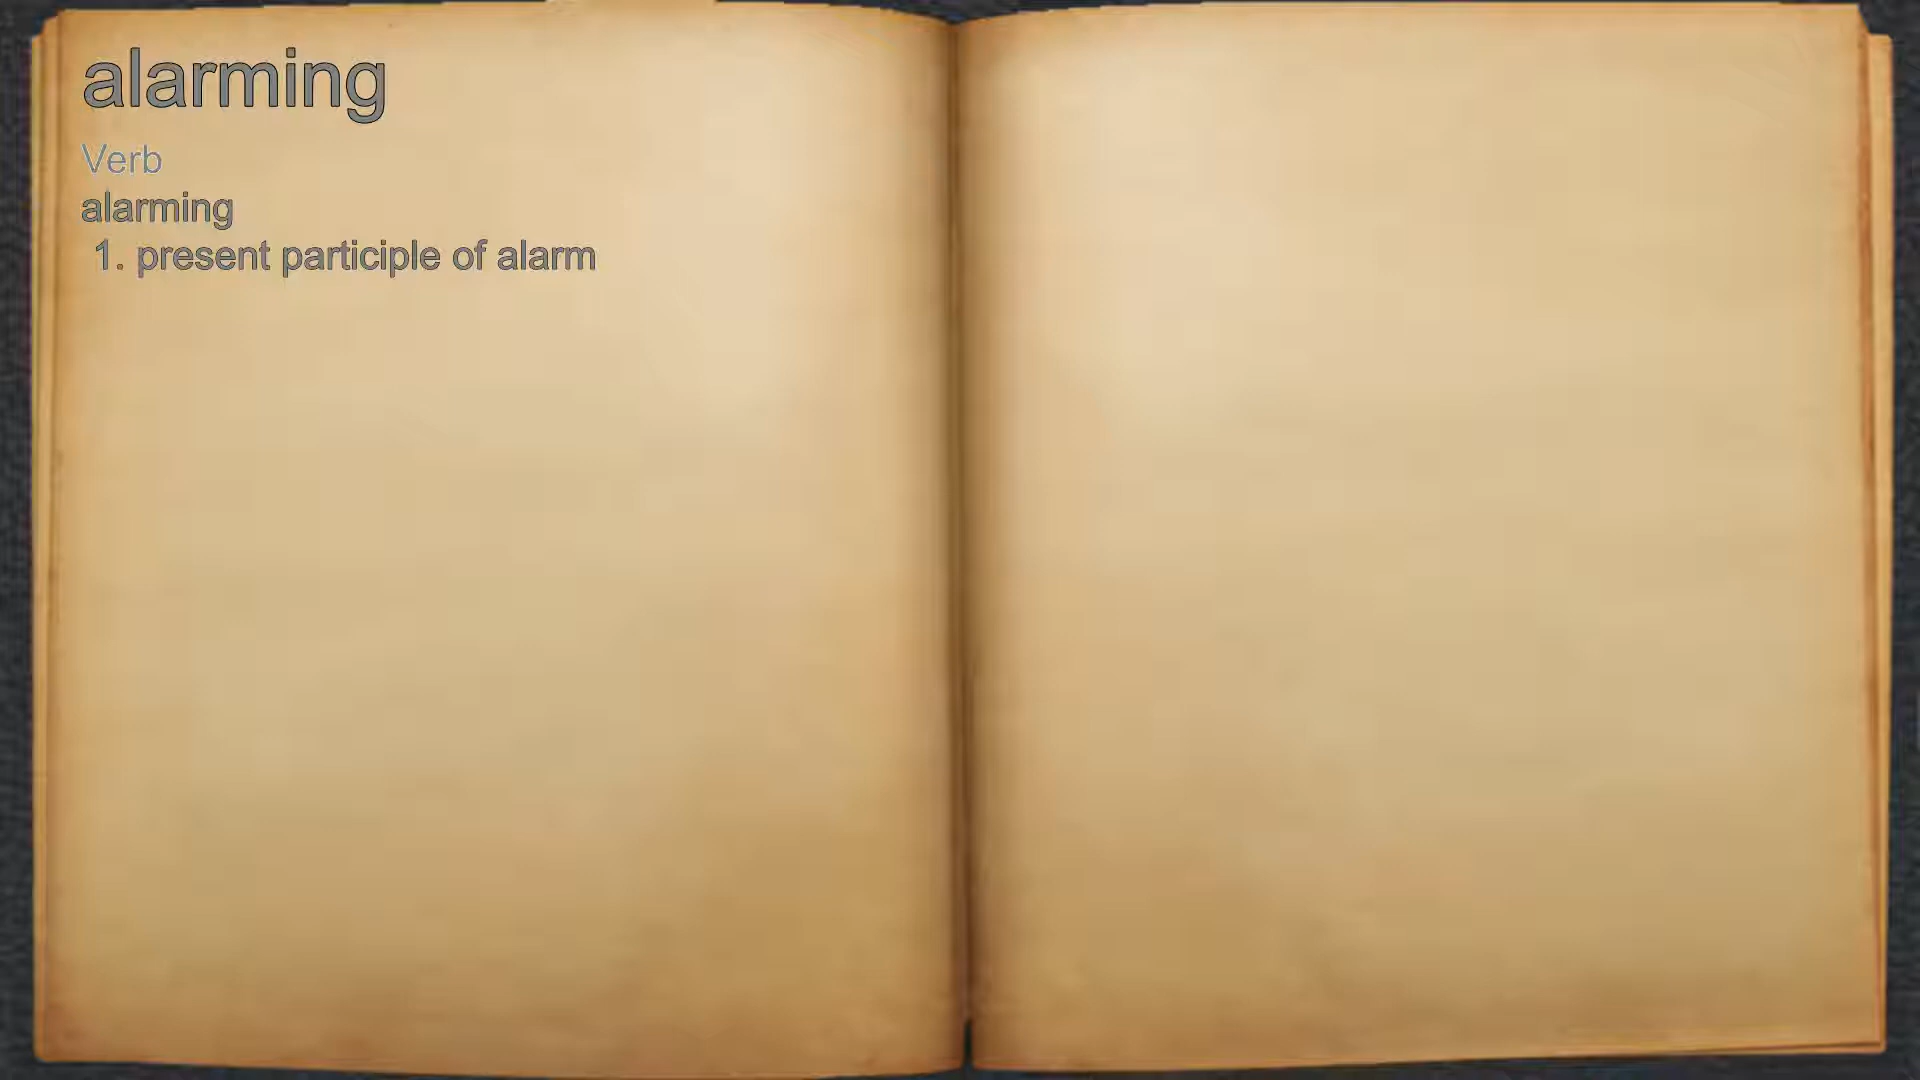 alarming
Verb
alarming
1. present participle of alarm